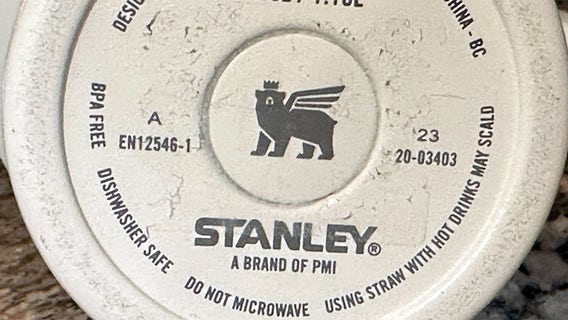 CHINA - BC
BPA FREE
A
EN12546-1
23
20-03403
STANLEY®
A BRAND OF PMI
DISHWASHER SAFE
DO NOT MICROWAVE
USING STRAW WITH HOT DRINKS MAY SCALD